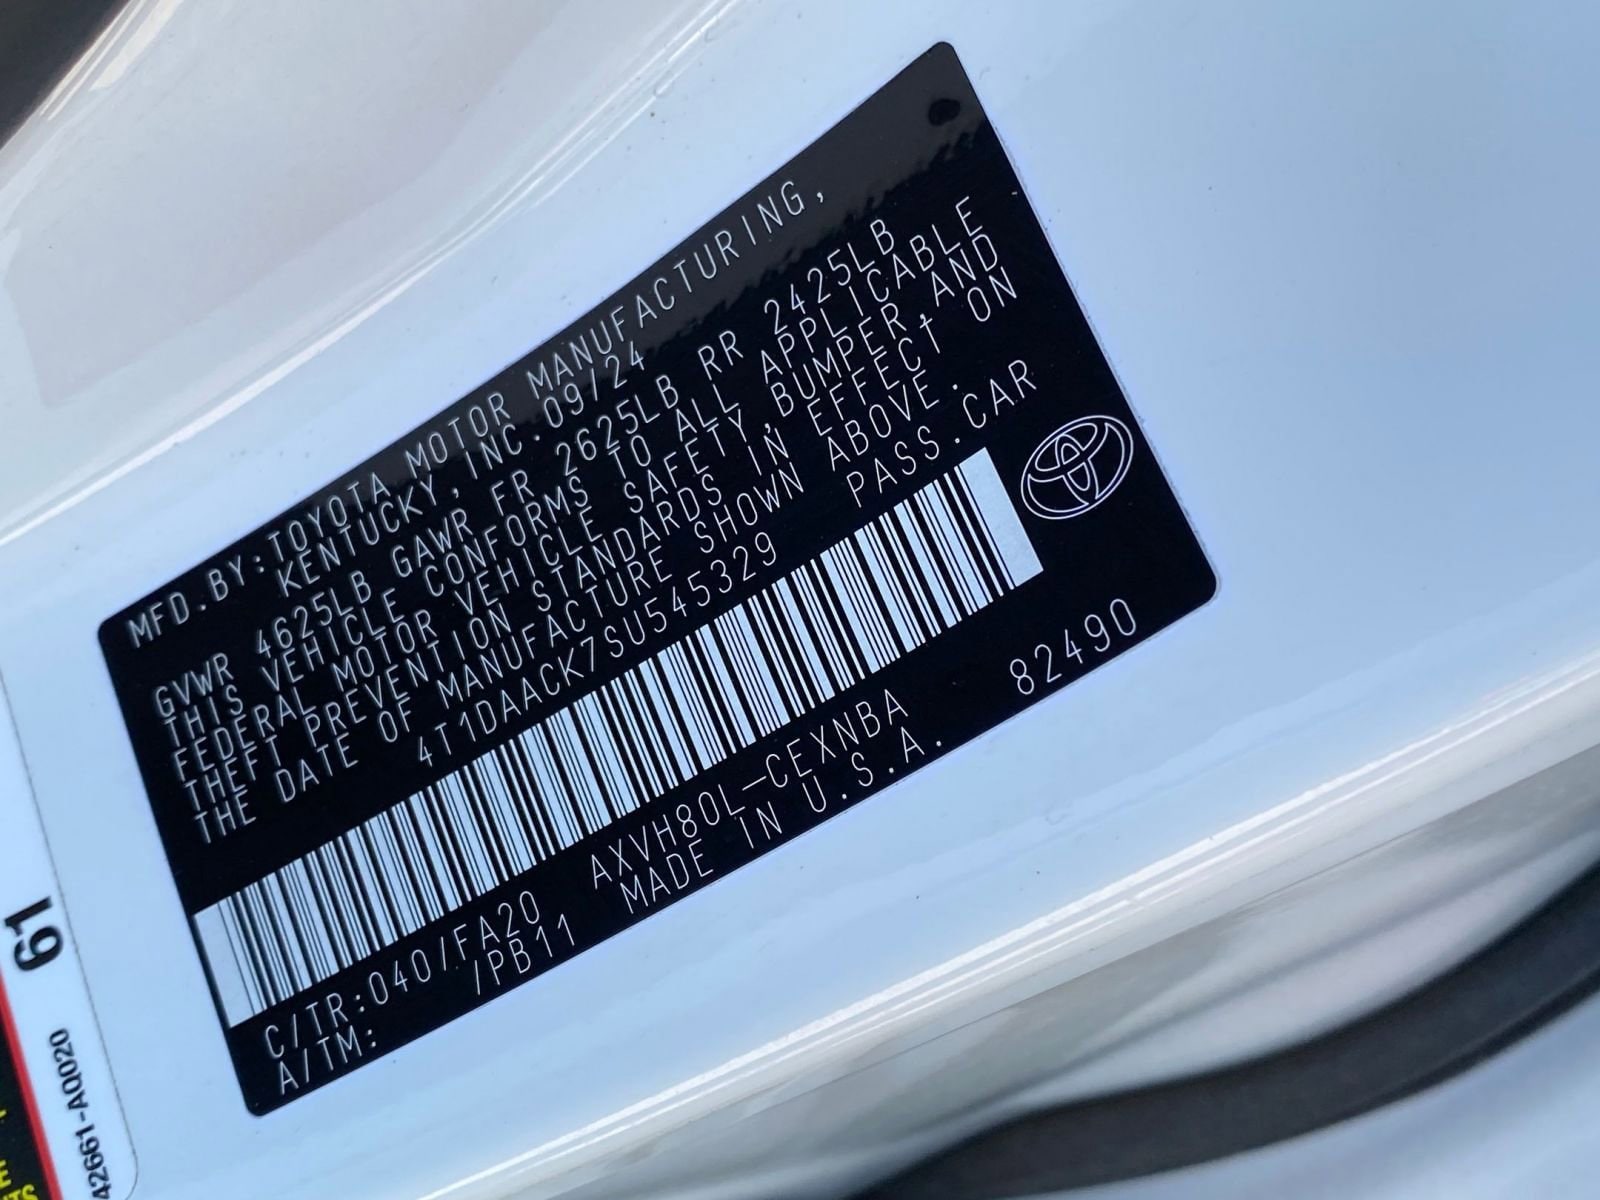 MFD.BY:TOYOTA MOTOR MANUFACTURING,
KENTUCKY, INC. 09/24
GVWR 4625LB GAWR FR 2625LB RR 2425LB
THIS VEHICLE CONFORMS TO ALL APPLICABLE
FEDERAL MOTOR VEHICLE SAFETY, BUMPER, AND
THEFT PREVENTION STANDARDS IN EFFECT ON
THE DATE OF MANUFACTURE SHOWN ABOVE.
4T1DAACK7SU545329 PASS.CAR
C/TR:040/FA20 AXVH80L-CEXNBA
A/TM: /PB11 MADE IN U.S.A.
82490
61
42661-A0020